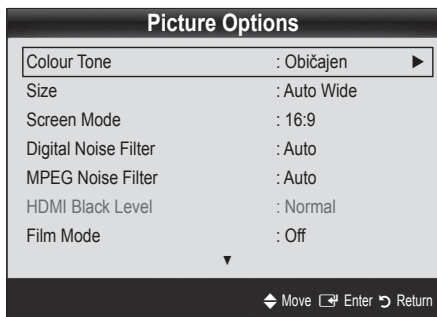 Picture Options
Colour Tone : Običajen ►
Size : Auto Wide
Screen Mode : 16:9
Digital Noise Filter : Auto
MPEG Noise Filter : Auto
HDMI Black Level : Normal
Film Mode : Off
▼
Move Enter Return